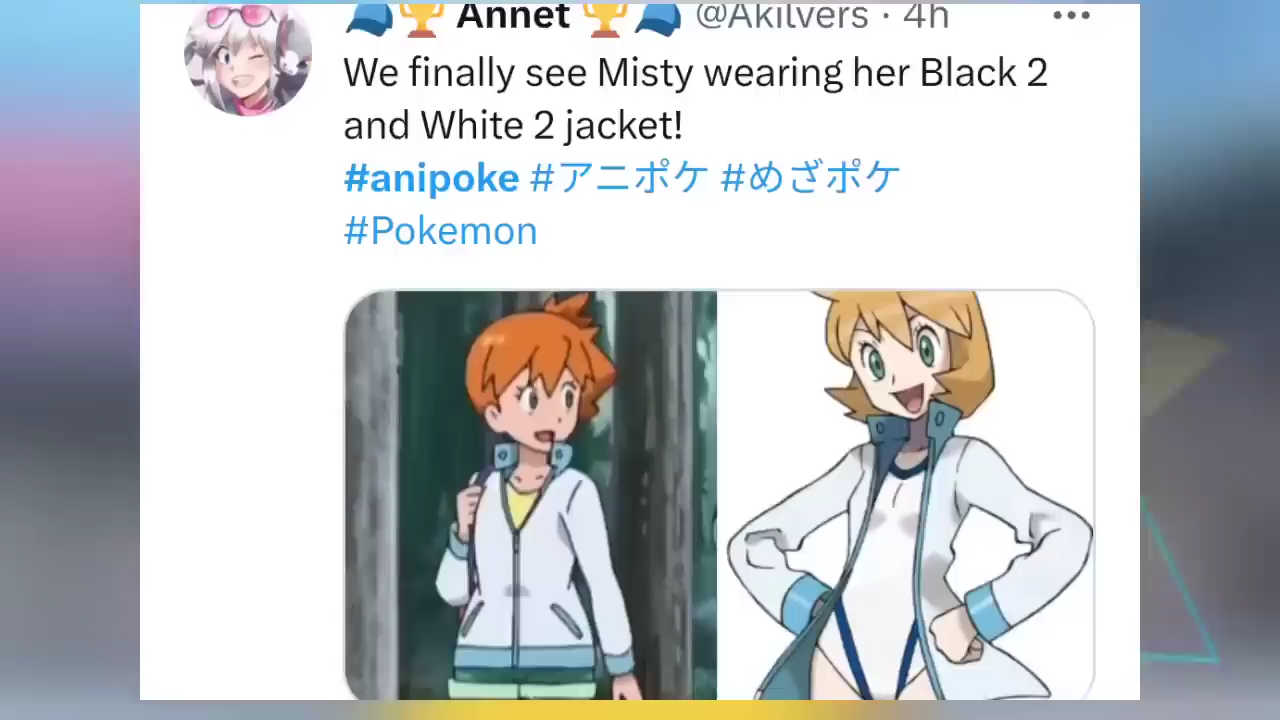 🧢🏆 Annet 🏆🧢 @Akilvers · 4h
We finally see Misty wearing her Black 2
and White 2 jacket!
#anipoke #アニポケ #めざポケ
#Pokemon